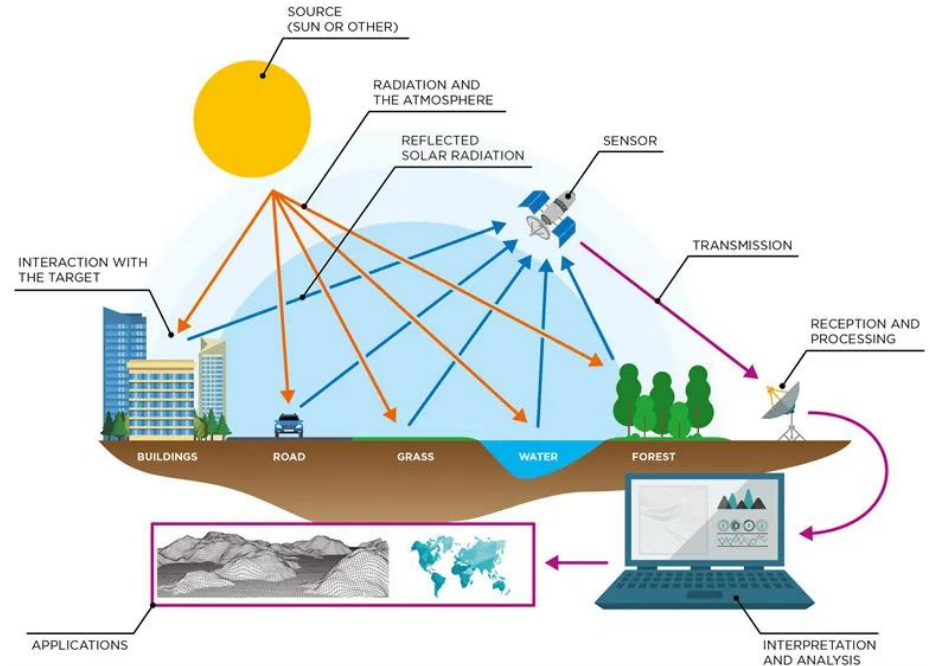 SOURCE
(SUN OR OTHER)
RADIATION AND
THE ATMOSPHERE
REFLECTED
SOLAR RADIATION
SENSOR
TRANSMISSION
INTERACTION WITH
THE TARGET
RECEPTION AND
PROCESSING
BUILDINGS
ROAD
GRASS
WATER
FOREST
APPLICATIONS
INTERPRETATION
AND ANALYSIS